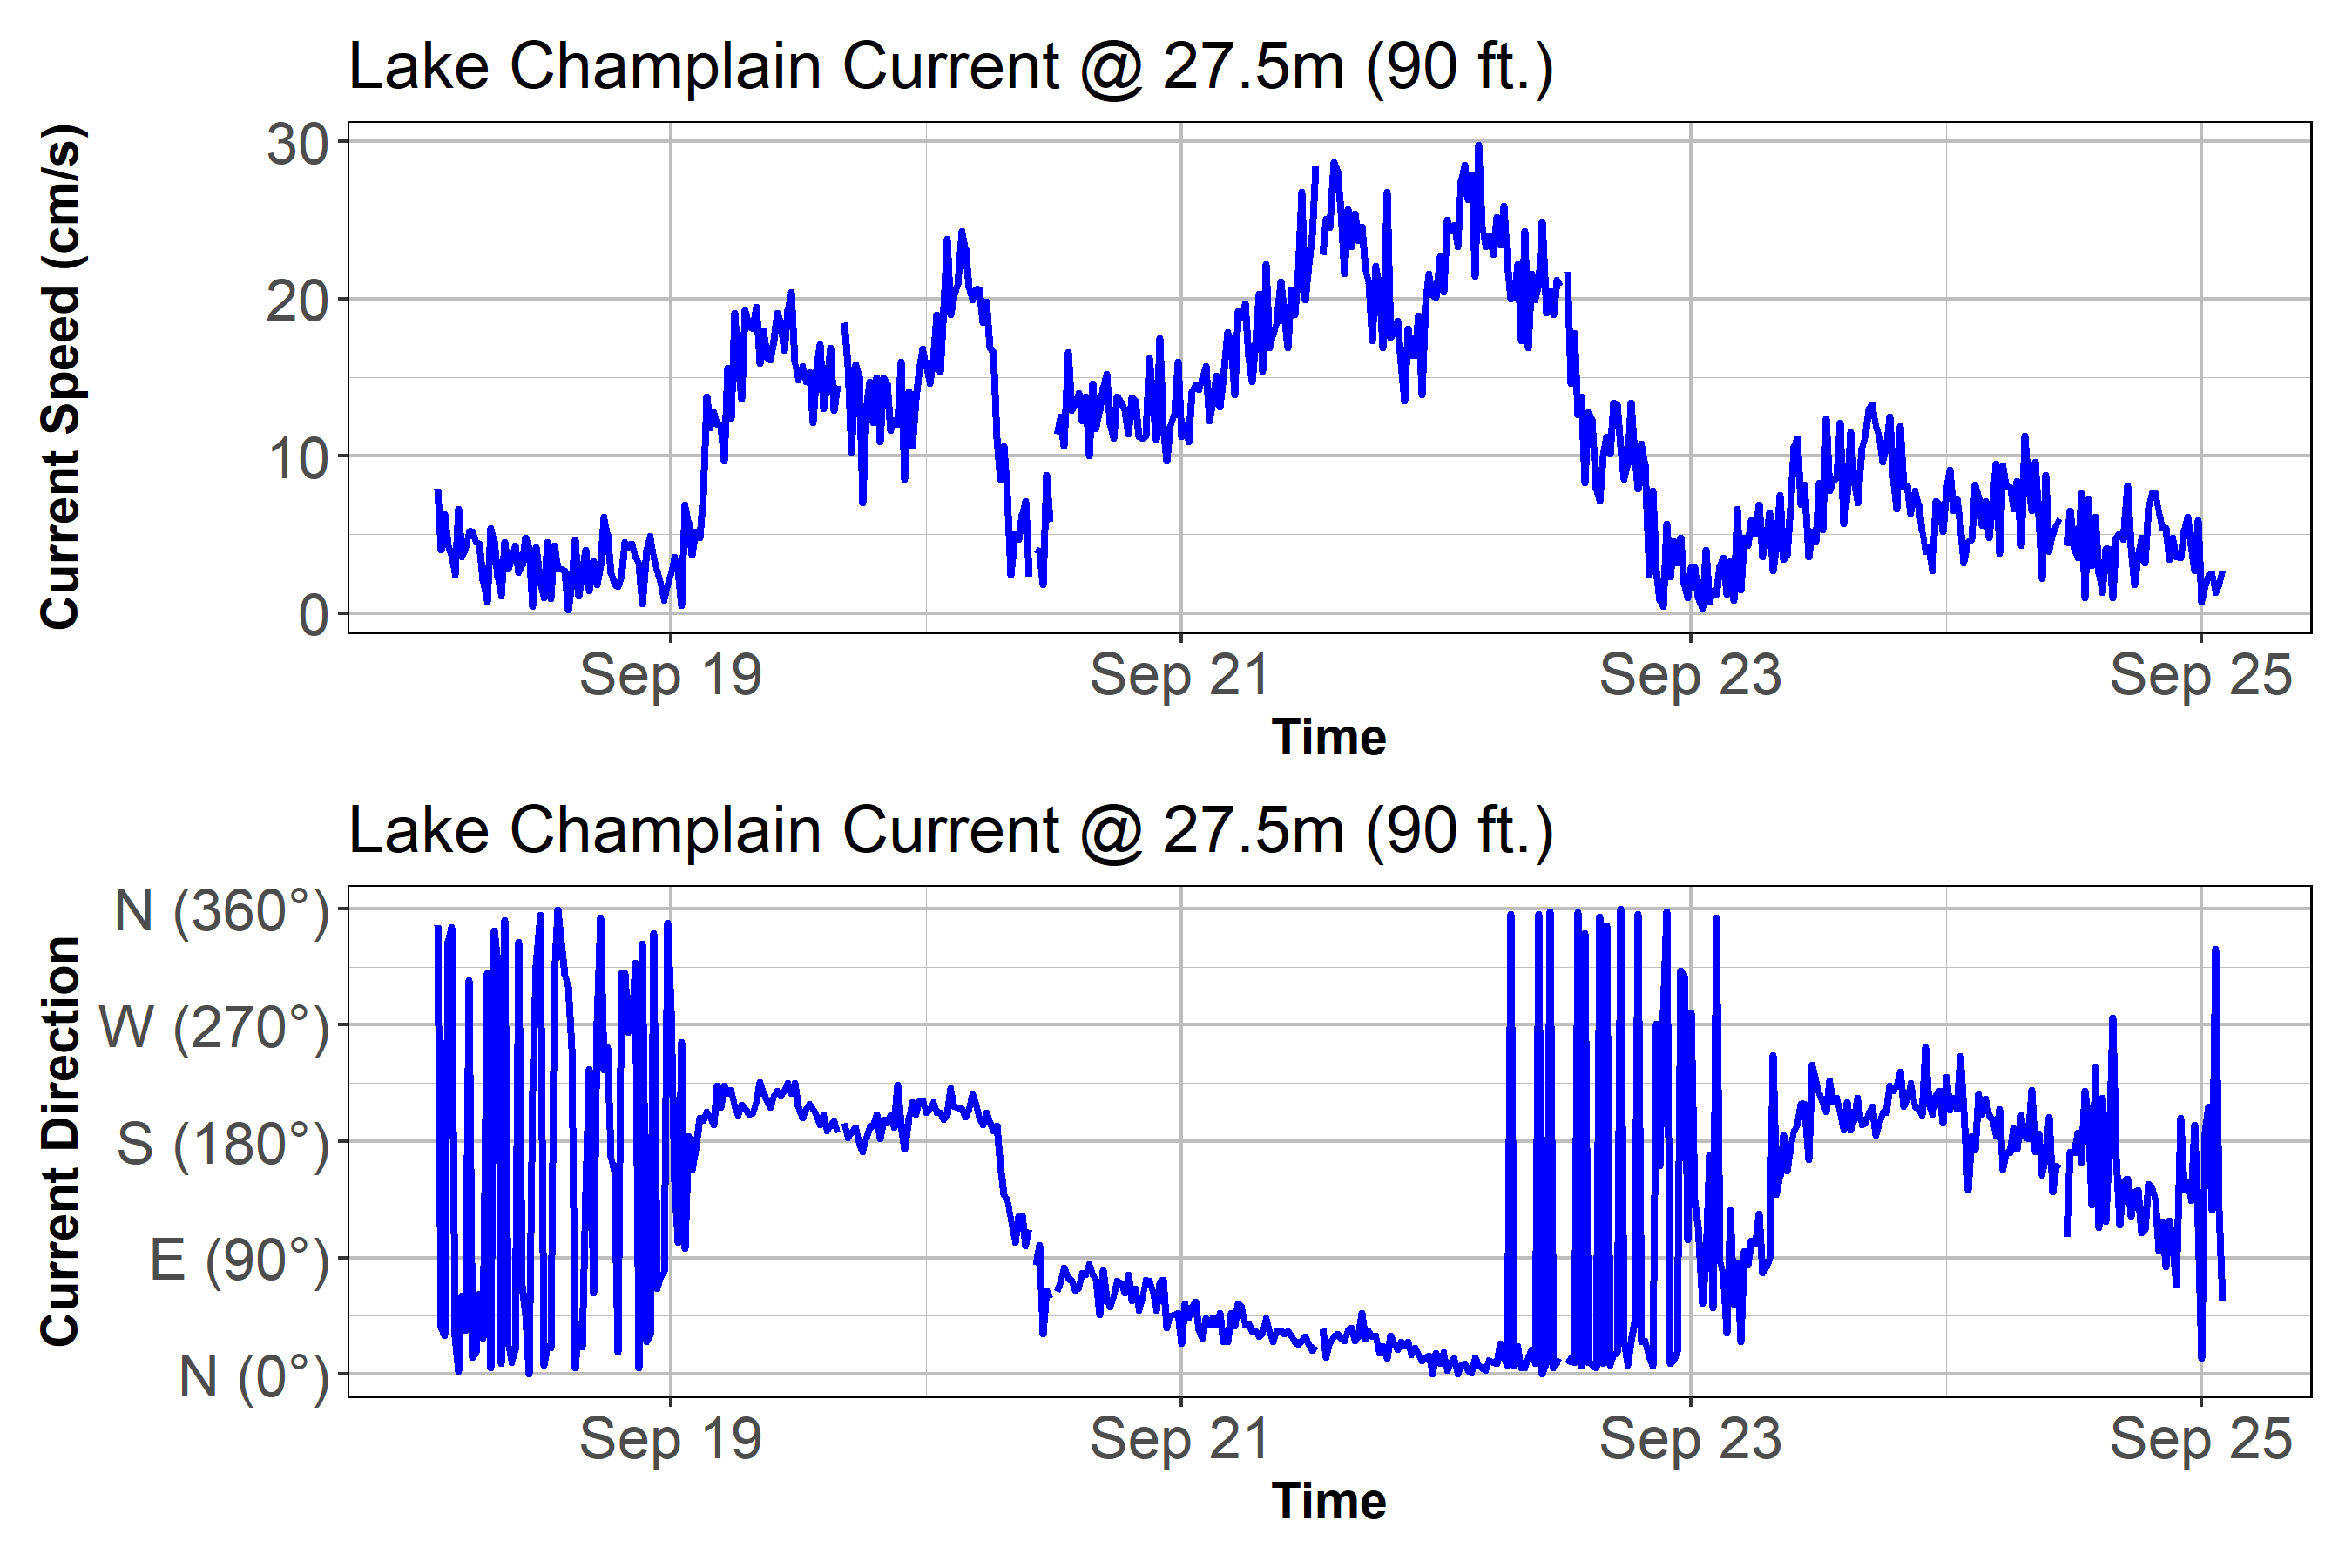 Lake Champlain Current @ 27.5m (90 ft.)
Current Speed (cm/s)
30
20
10
0
Sep 19 Sep 21 Sep 23 Sep 25
Time
Lake Champlain Current @ 27.5m (90 ft.)
Current Direction
N (360°)
W (270°)
S (180°)
E (90°)
N (0°)
Sep 19 Sep 21 Sep 23 Sep 25
Time